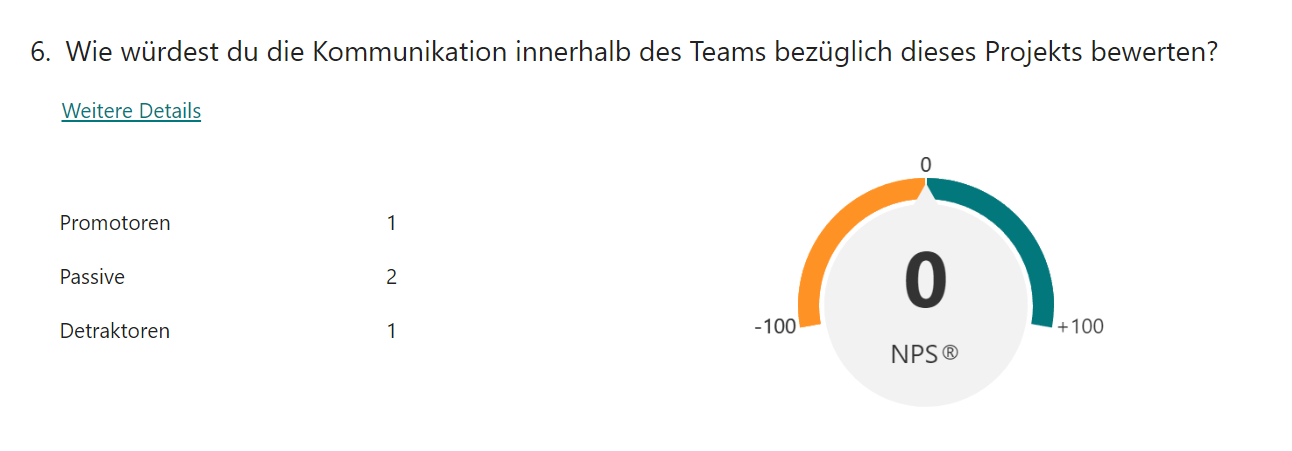 6. Wie würdest du die Kommunikation innerhalb des Teams bezüglich dieses Projekts bewerten?
Weitere Details
Promotoren 1
Passive 2
Detraktoren 1
0
-100
+100
0
NPS®